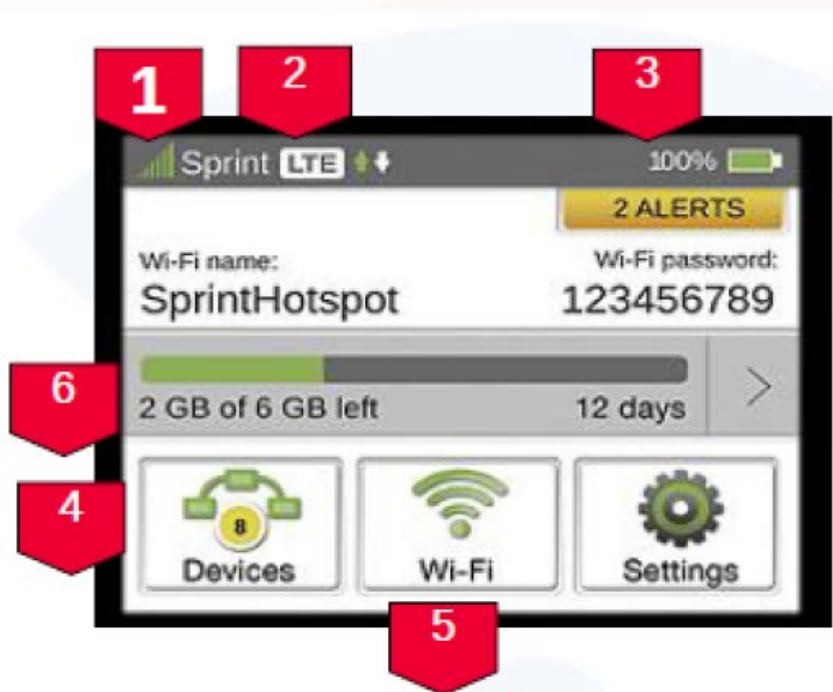 1
2
3
Sprint LTE 100%
2 ALERTS
Wi-Fi name: Wi-Fi password:
SprintHotspot 123456789
6
2 GB of 6 GB left 12 days >
4
8
Devices Wi-Fi Settings
5